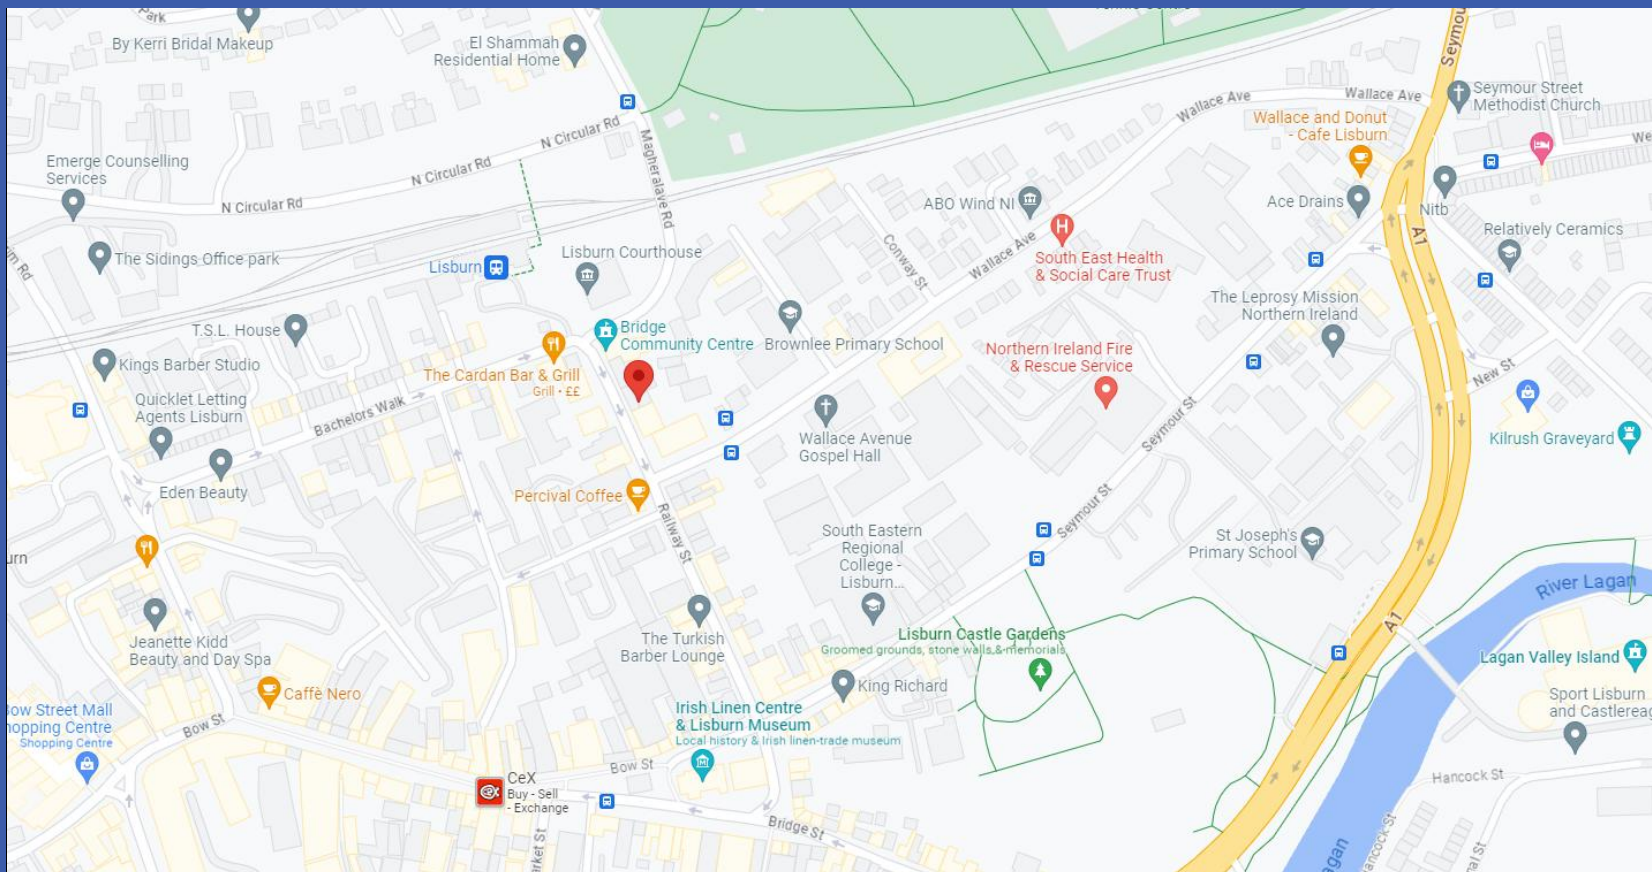 Park
By Kerri Bridal Makeup
El Shammah
Residential Home
Seymou
Wallace Ave
Wallace Ave
Seymour Street
Methodist Church
Wallace and Donut
- Cafe Lisburn
We
N Circular Rd
N Circular Rd
N Circular Rd
Magheralave Rd
Emerge Counselling
Services
ABO Wind NI
Ace Drains
Nitb
A1
Relatively Ceramics
The Sidings Office park
Lisburn
Lisburn Courthouse
Conway St
Wallace Ave
H
South East Health
& Social Care Trust
The Leprosy Mission
Northern Ireland
T.S.L. House
Bridge
Community Centre
Brownlee Primary School
Northern Ireland Fire
& Rescue Service
Kings Barber Studio
The Cardan Bar & Grill
Grill • ££
New St
Quicklet Letting
Agents Lisburn
Bachelors Walk
Wallace Avenue
Gospel Hall
Seymour St
Kilrush Graveyard
Eden Beauty
Percival Coffee
Railway St
Seymour St
South Eastern
Regional
College -
Lisburn...
St Joseph's
Primary School
urn
River Lagan
A1
Jeanette Kidd
Beauty and Day Spa
The Turkish
Barber Lounge
Lisburn Castle Gardens
Groomed grounds, stone walls,& memorials
Lagan Valley Island
Caffè Nero
King Richard
Sport Lisburn
and Castlereag
Bow Street Mall
hopping Centre
Shopping Centre
Bow St
Irish Linen Centre
& Lisburn Museum
Local history & Irish linen-trade museum
Bow St
CeX
Buy - Sell
- Exchange
Hancock St
Bridge St
arket St
ancock St
agan